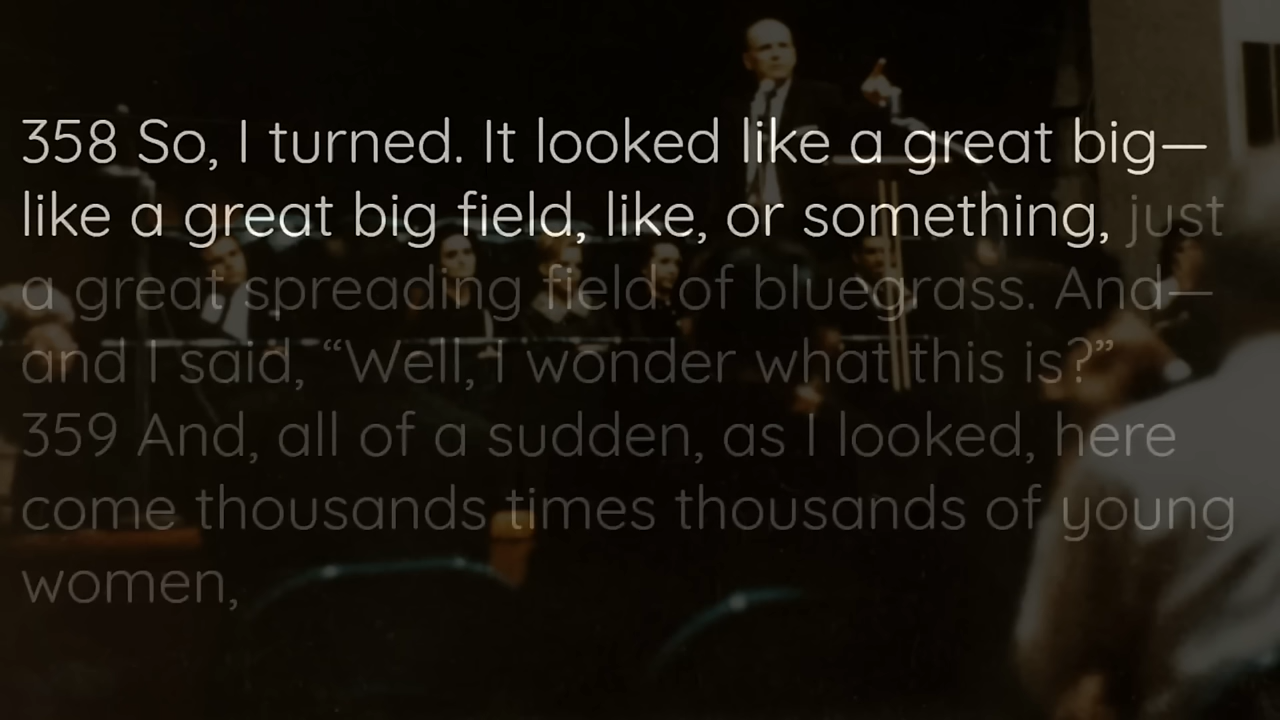 358 So, I turned. It looked like a great big—
like a great big field, like, or something, just
a great spreading field of bluegrass. And—
and I said, “Well, I wonder what this is?”
359 And, all of a sudden, as I looked, here
come thousands times thousands of young
women,